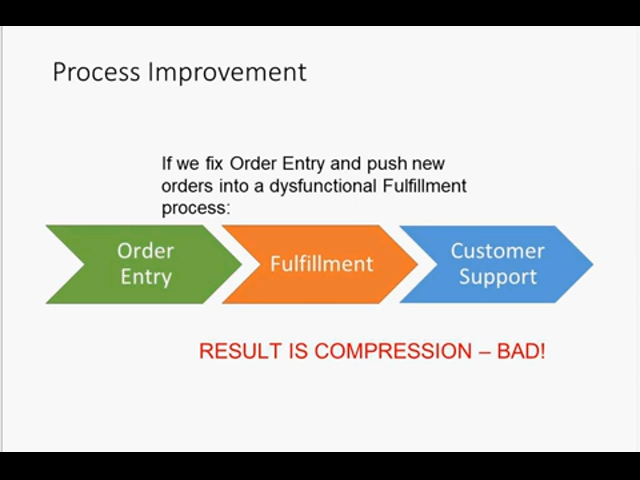 Process Improvement
If we fix Order Entry and push new
orders into a dysfunctional Fulfillment
process:
Order
Entry
Fulfillment
Customer
Support
RESULT IS COMPRESSION – BAD!